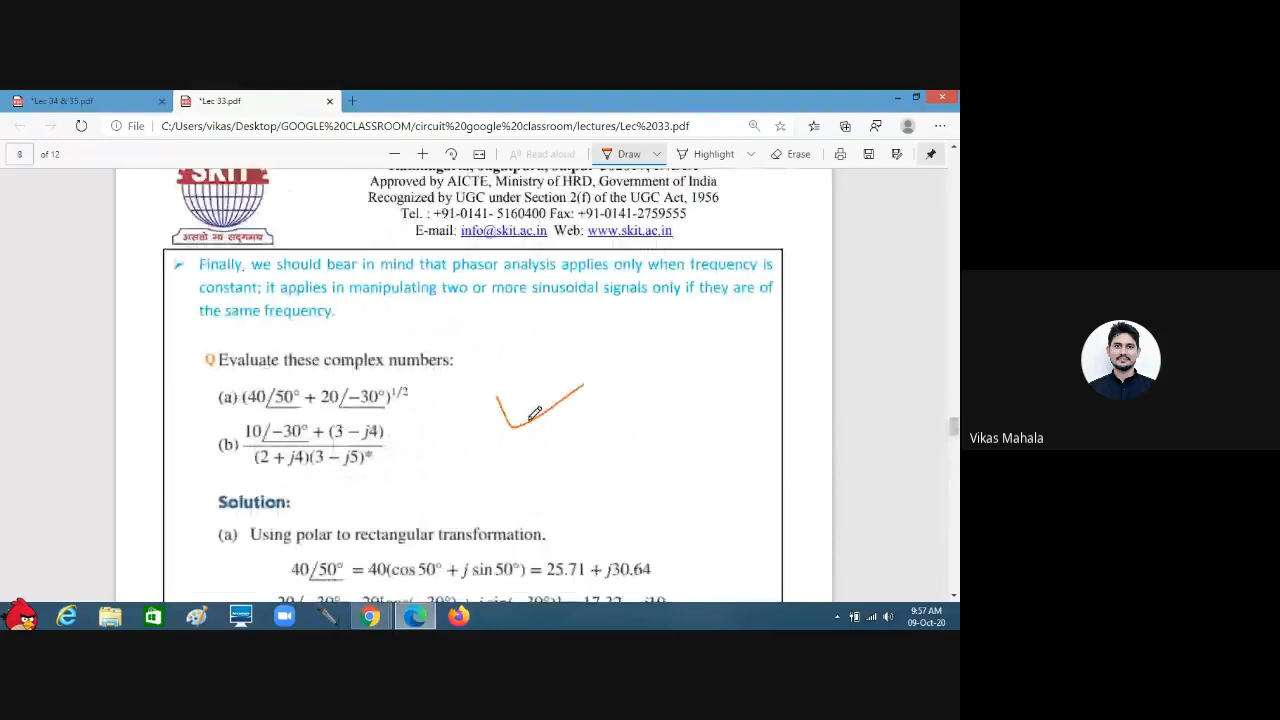 *Lec 34 & 35.pdf
*Lec 33.pdf
File
C:/Users/vikas/Desktop/GOOGLE%20CLASSROOM/circuit%20google%20classroom/lectures/Lec%2033.pdf
8 of 12
Read aloud
Draw
Highlight
Erase
SKIT
असतो मा सद्गमय
Approved by AICTE, Ministry of HRD, Government of India
Recognized by UGC under Section 2(f) of the UGC Act, 1956
Tel. : +91-0141- 5160400 Fax: +91-0141-2759555
E-mail: info@skit.ac.in Web: www.skit.ac.in
Finally, we should bear in mind that phasor analysis applies only when frequency is
constant; it applies in manipulating two or more sinusoidal signals only if they are of
the same frequency.
Q Evaluate these complex numbers:
(a) (40/50° + 20/−30°)^1/2
(b) 10/−30° + (3 − j4)
(2 + j4)(3 − j5)*
Solution:
(a) Using polar to rectangular transformation,
40/50° = 40(cos 50° + j sin 50°) = 25.71 + j30.64
Vikas Mahala
9:57 AM
09-Oct-20